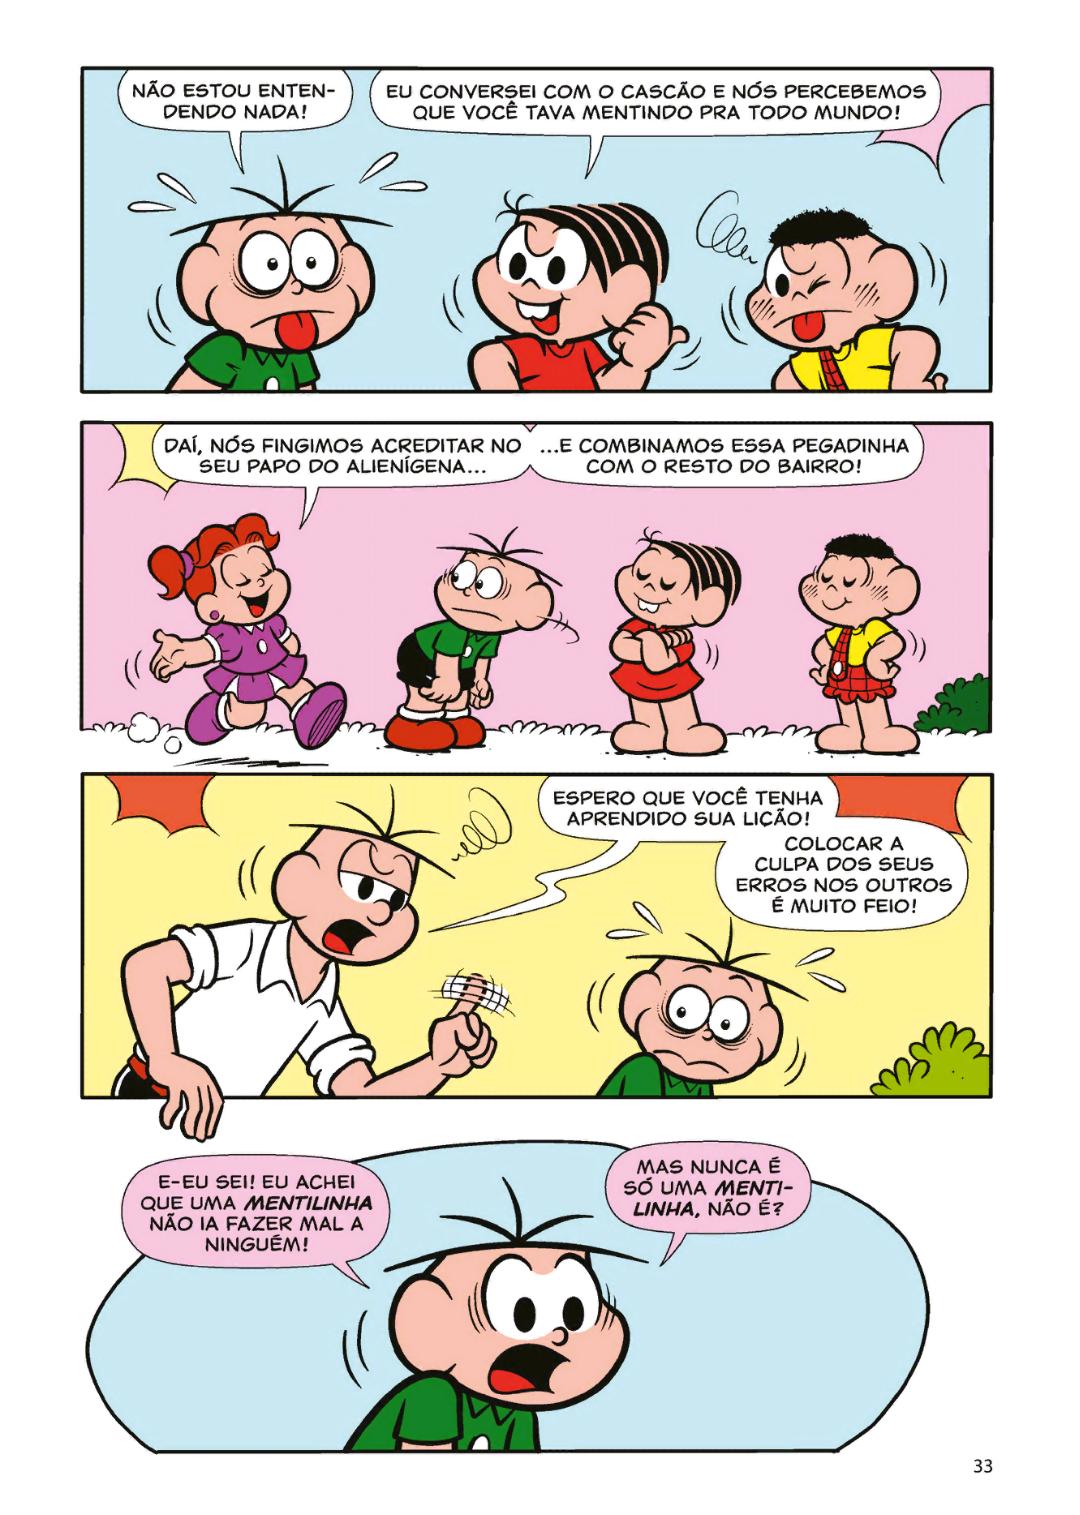 NÃO ESTOU ENTEN-
DENDO NADA!
EU CONVERSEI COM O CASCÃO E NÓS PERCEBEMOS
QUE VOCÊ TAVA MENTINDO PRA TODO MUNDO!
DAÍ, NÓS FINGIMOS ACREDITAR NO
SEU PAPO DO ALIENÍGENA...
...E COMBINAMOS ESSA PEGADINHA
COM O RESTO DO BAIRRO!
ESPERO QUE VOCÊ TENHA
APRENDIDO SUA LIÇÃO!
COLOCAR A
CULPA DOS SEUS
ERROS NOS OUTROS
É MUITO FEIO!
E-EU SEI! EU ACHEI
QUE UMA MENTILINHA
NÃO IA FAZER MAL A
NINGUÉM!
MAS NUNCA É
SÓ UMA MENTI-
LINHA, NÃO É?
33